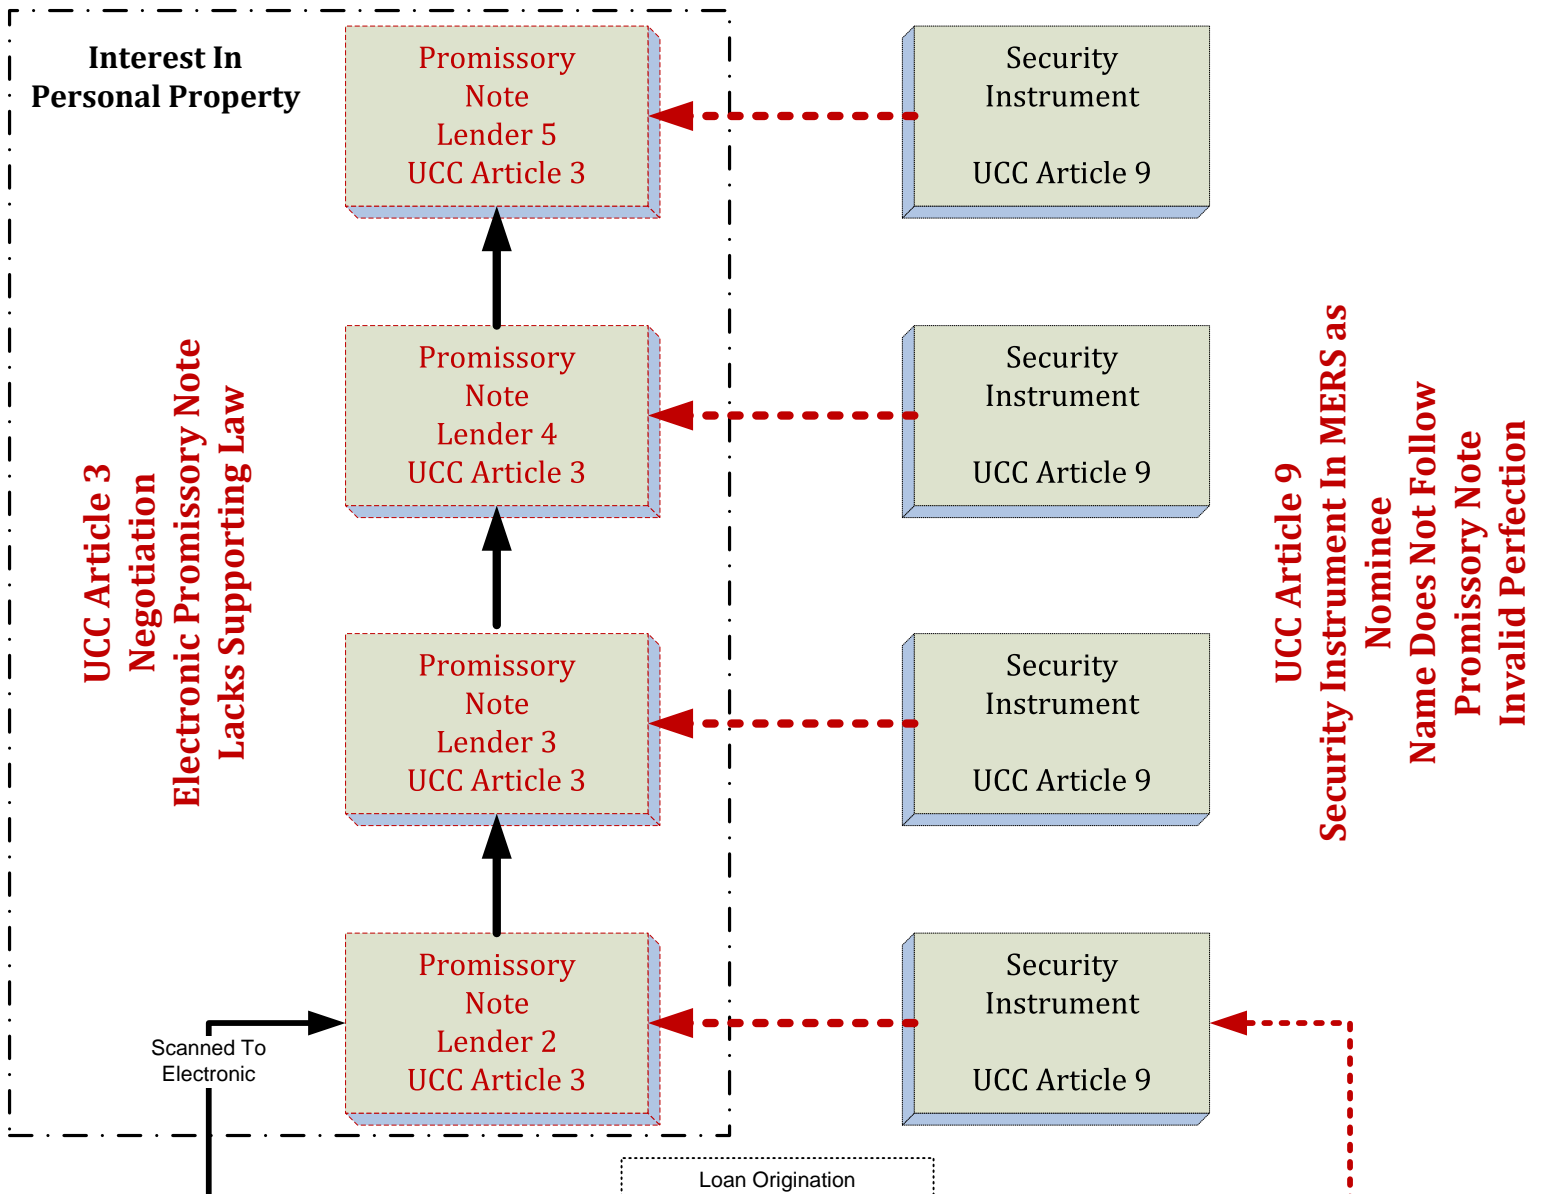 Interest In
Personal Property
Promissory
Note
Lender 5
UCC Article 3
Security
Instrument
UCC Article 9
Promissory
Note
Lender 4
UCC Article 3
Security
Instrument
UCC Article 9
UCC Article 3
Negotiation
Electronic Promissory Note
Lacks Supporting Law
UCC Article 9
Security Instrument In MERS as
Nominee
Name Does Not Follow
Promissory Note
Invalid Perfection
Promissory
Note
Lender 3
UCC Article 3
Security
Instrument
UCC Article 9
Promissory
Note
Lender 2
UCC Article 3
Security
Instrument
UCC Article 9
Scanned To
Electronic
Loan Origination